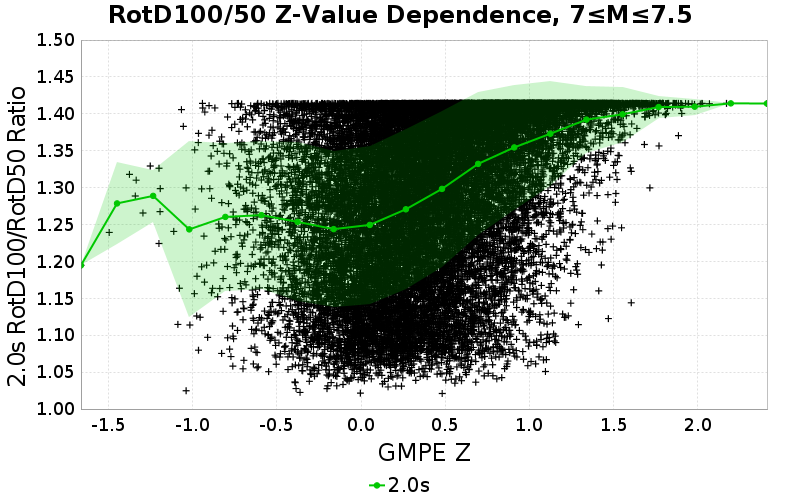 RotD100/50 Z-Value Dependence, 7≤M≤7.5
2.0s RotD100/RotD50 Ratio
1.50
1.45
1.40
1.35
1.30
1.25
1.20
1.15
1.10
1.05
1.00
-1.5 -1.0 -0.5 0.0 0.5 1.0 1.5 2.0
GMPE Z
2.0s